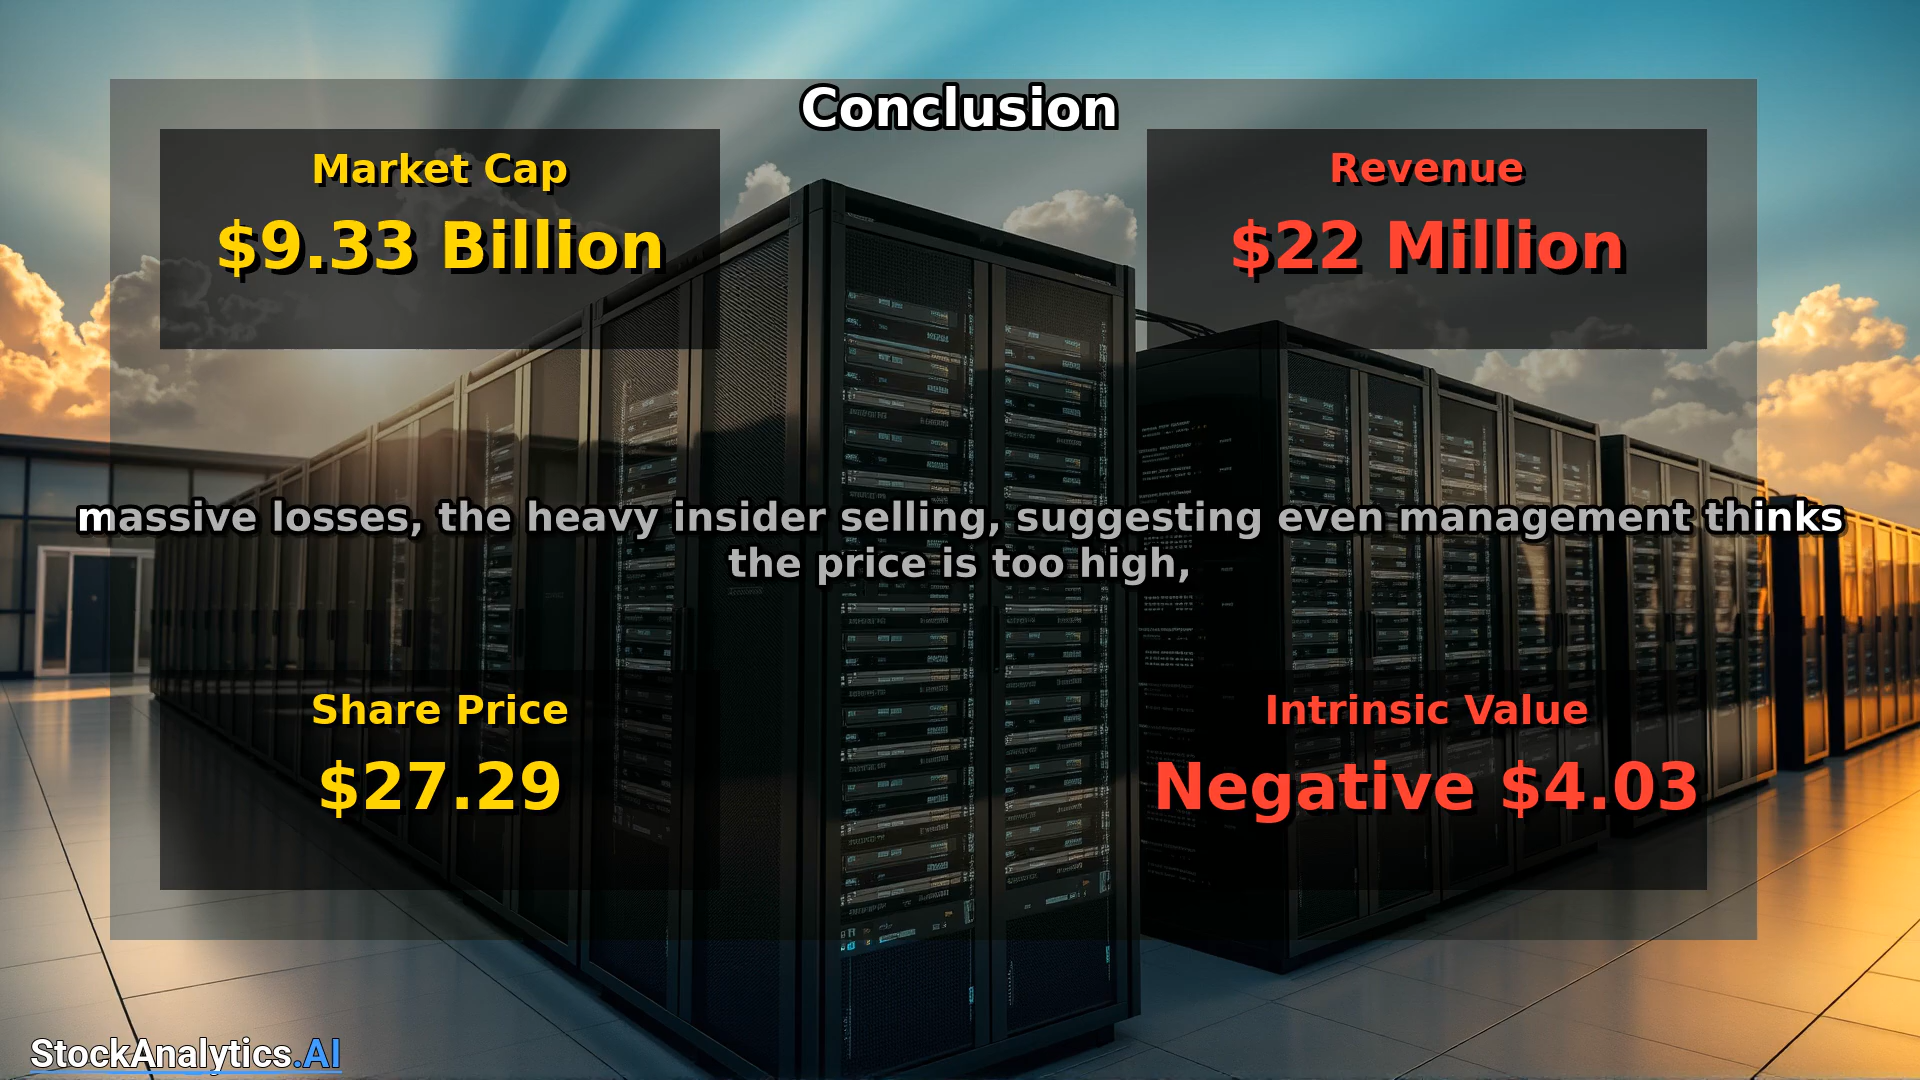 Conclusion
Market Cap
$9.33 Billion
Revenue
$22 Million
massive losses, the heavy insider selling, suggesting even management thinks
the price is too high,
Share Price
$27.29
Intrinsic Value
Negative $4.03
StockAnalytics.AI